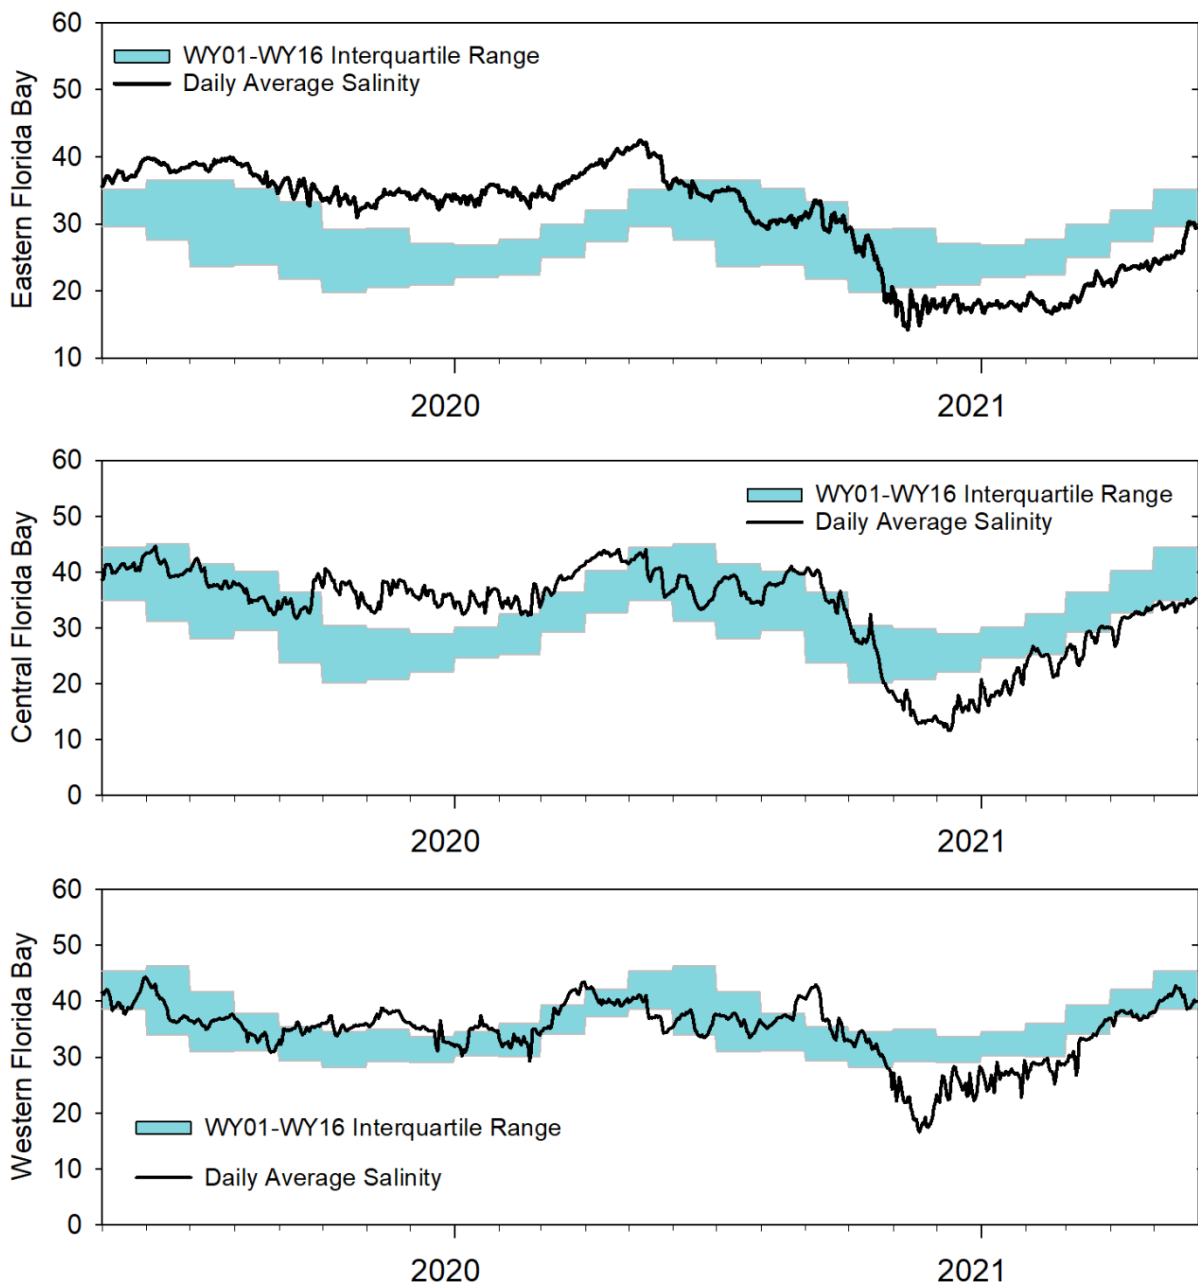 60
WY01-WY16 Interquartile Range
Daily Average Salinity
50
40
30
20
10
Eastern Florida Bay
2020
2021
60
WY01-WY16 Interquartile Range
Daily Average Salinity
50
40
30
20
10
0
Central Florida Bay
2020
2021
60
50
40
30
20
10
0
Western Florida Bay
WY01-WY16 Interquartile Range
Daily Average Salinity
2020
2021